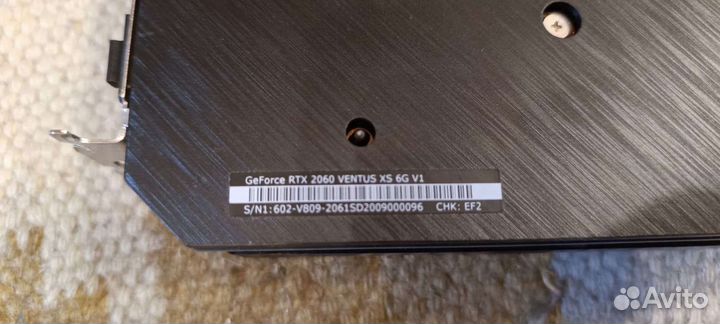 GeForce RTX 2060 VENTUS XS 6G V1
S/N1:602-V809-2061SD2009000096 CHK: EF2
Avito